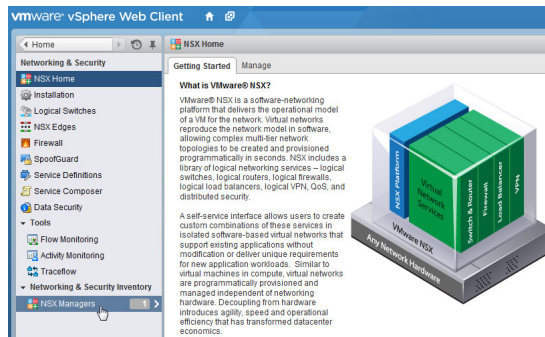 vmware® vSphere Web Client
Home
Networking & Security
NSX Home
Installation
Logical Switches
NSX Edges
Firewall
SpoofGuard
Service Definitions
Service Composer
Data Security
Tools
Flow Monitoring
Activity Monitoring
Traceflow
Networking & Security Inventory
NSX Managers 1
NSX Home
Getting Started Manage
What is VMware® NSX?
VMware® NSX is a software-networking
platform that delivers the operational model
of a VM for the network. Virtual networks
reproduce the network model in software,
allowing complex multi-tier network
topologies to be created and provisioned
programmatically in seconds. NSX includes a
library of logical networking services – logical
switches, logical routers, logical firewalls,
logical load balancers, logical VPN, QoS, and
distributed security.
A self-service interface allows users to create
custom combinations of these services in
isolated software-based virtual networks that
support existing applications without
modification or deliver unique requirements
for new application workloads. Similar to
virtual machines in compute, virtual networks
are programmatically provisioned and
managed independent of networking
hardware. Decoupling from hardware
introduces agility, speed and operational
efficiency that has transformed datacenter
economics.
NSX Platform
Virtual
Network
Services
Switch & Router
Firewall
Load Balancer
VPN
VMware NSX
Any Network Hardware